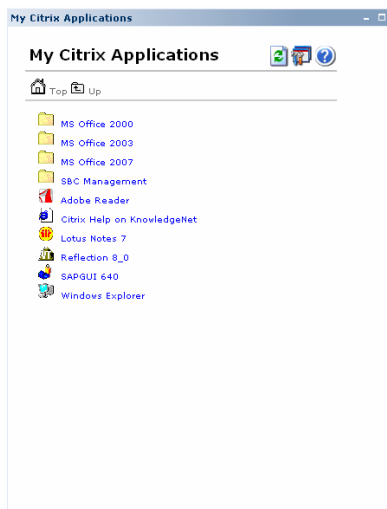 My Citrix Applications
My Citrix Applications
Top Up
MS Office 2000
MS Office 2003
MS Office 2007
SBC Management
Adobe Reader
Citrix Help on KnowledgeNet
Lotus Notes 7
Reflection 8_0
SAPGUI 640
Windows Explorer